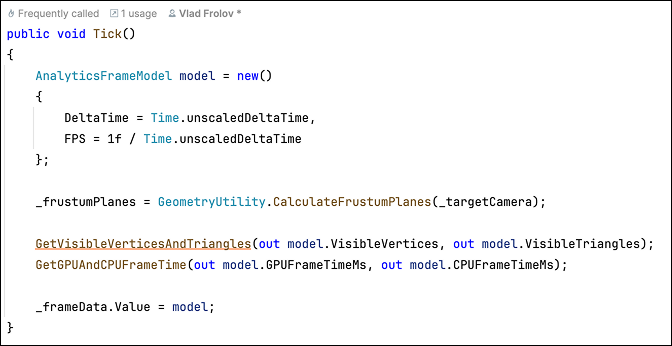 Frequently called 1 usage Vlad Frolov *
public void Tick()
{
    AnalyticsFrameModel model = new()
    {
        DeltaTime = Time.unscaledDeltaTime,
        FPS = 1f / Time.unscaledDeltaTime
    };

    _frustumPlanes = GeometryUtility.CalculateFrustumPlanes(_targetCamera);

    GetVisibleVerticesAndTriangles(out model.VisibleVertices, out model.VisibleTriangles);
    GetGPUAndCPUFrameTime(out model.GPUFrameTimeMs, out model.CPUFrameTimeMs);

    _frameData.Value = model;
}